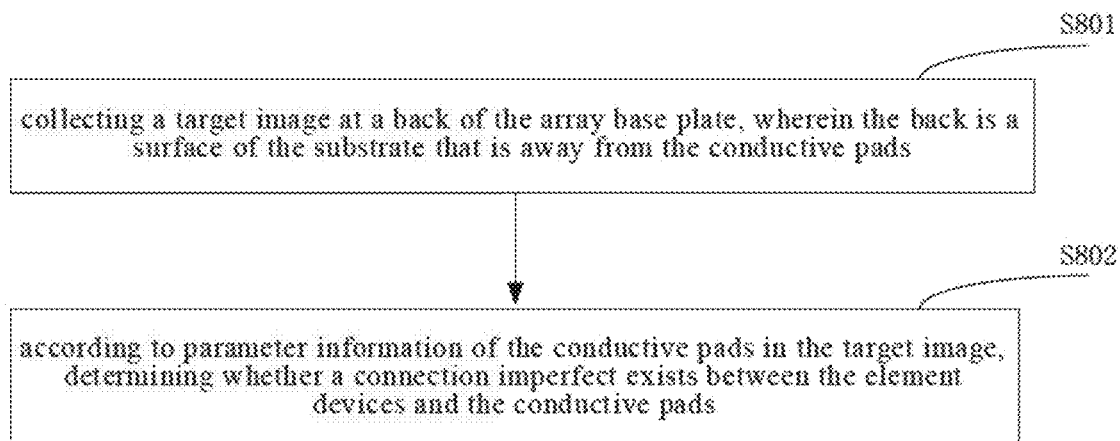 S801
collecting a target image at a back of the array base plate, wherein the back is a
surface of the substrate that is away from the conductive pads
S802
according to parameter information of the conductive pads in the target image,
determining whether a connection imperfect exists between the element
devices and the conductive pads